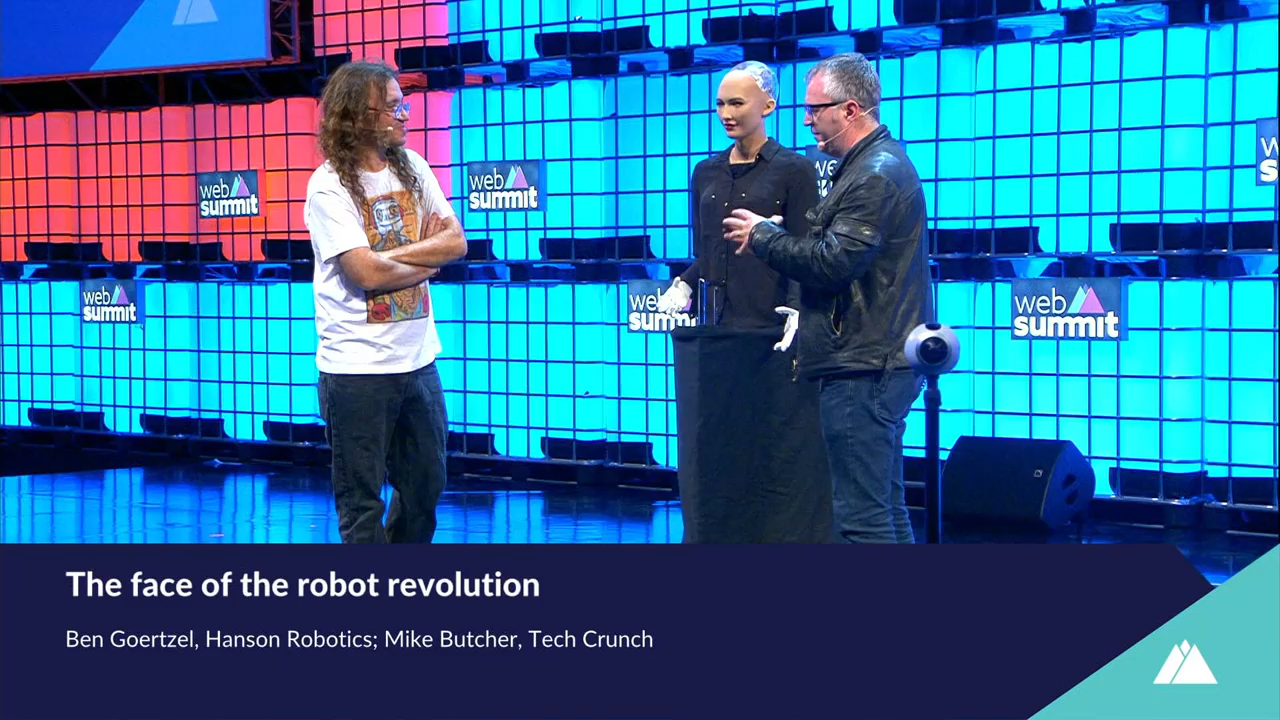 web
summit
web
summit
web
summit
web
summit
web
summit
The face of the robot revolution
Ben Goertzel, Hanson Robotics; Mike Butcher, Tech Crunch